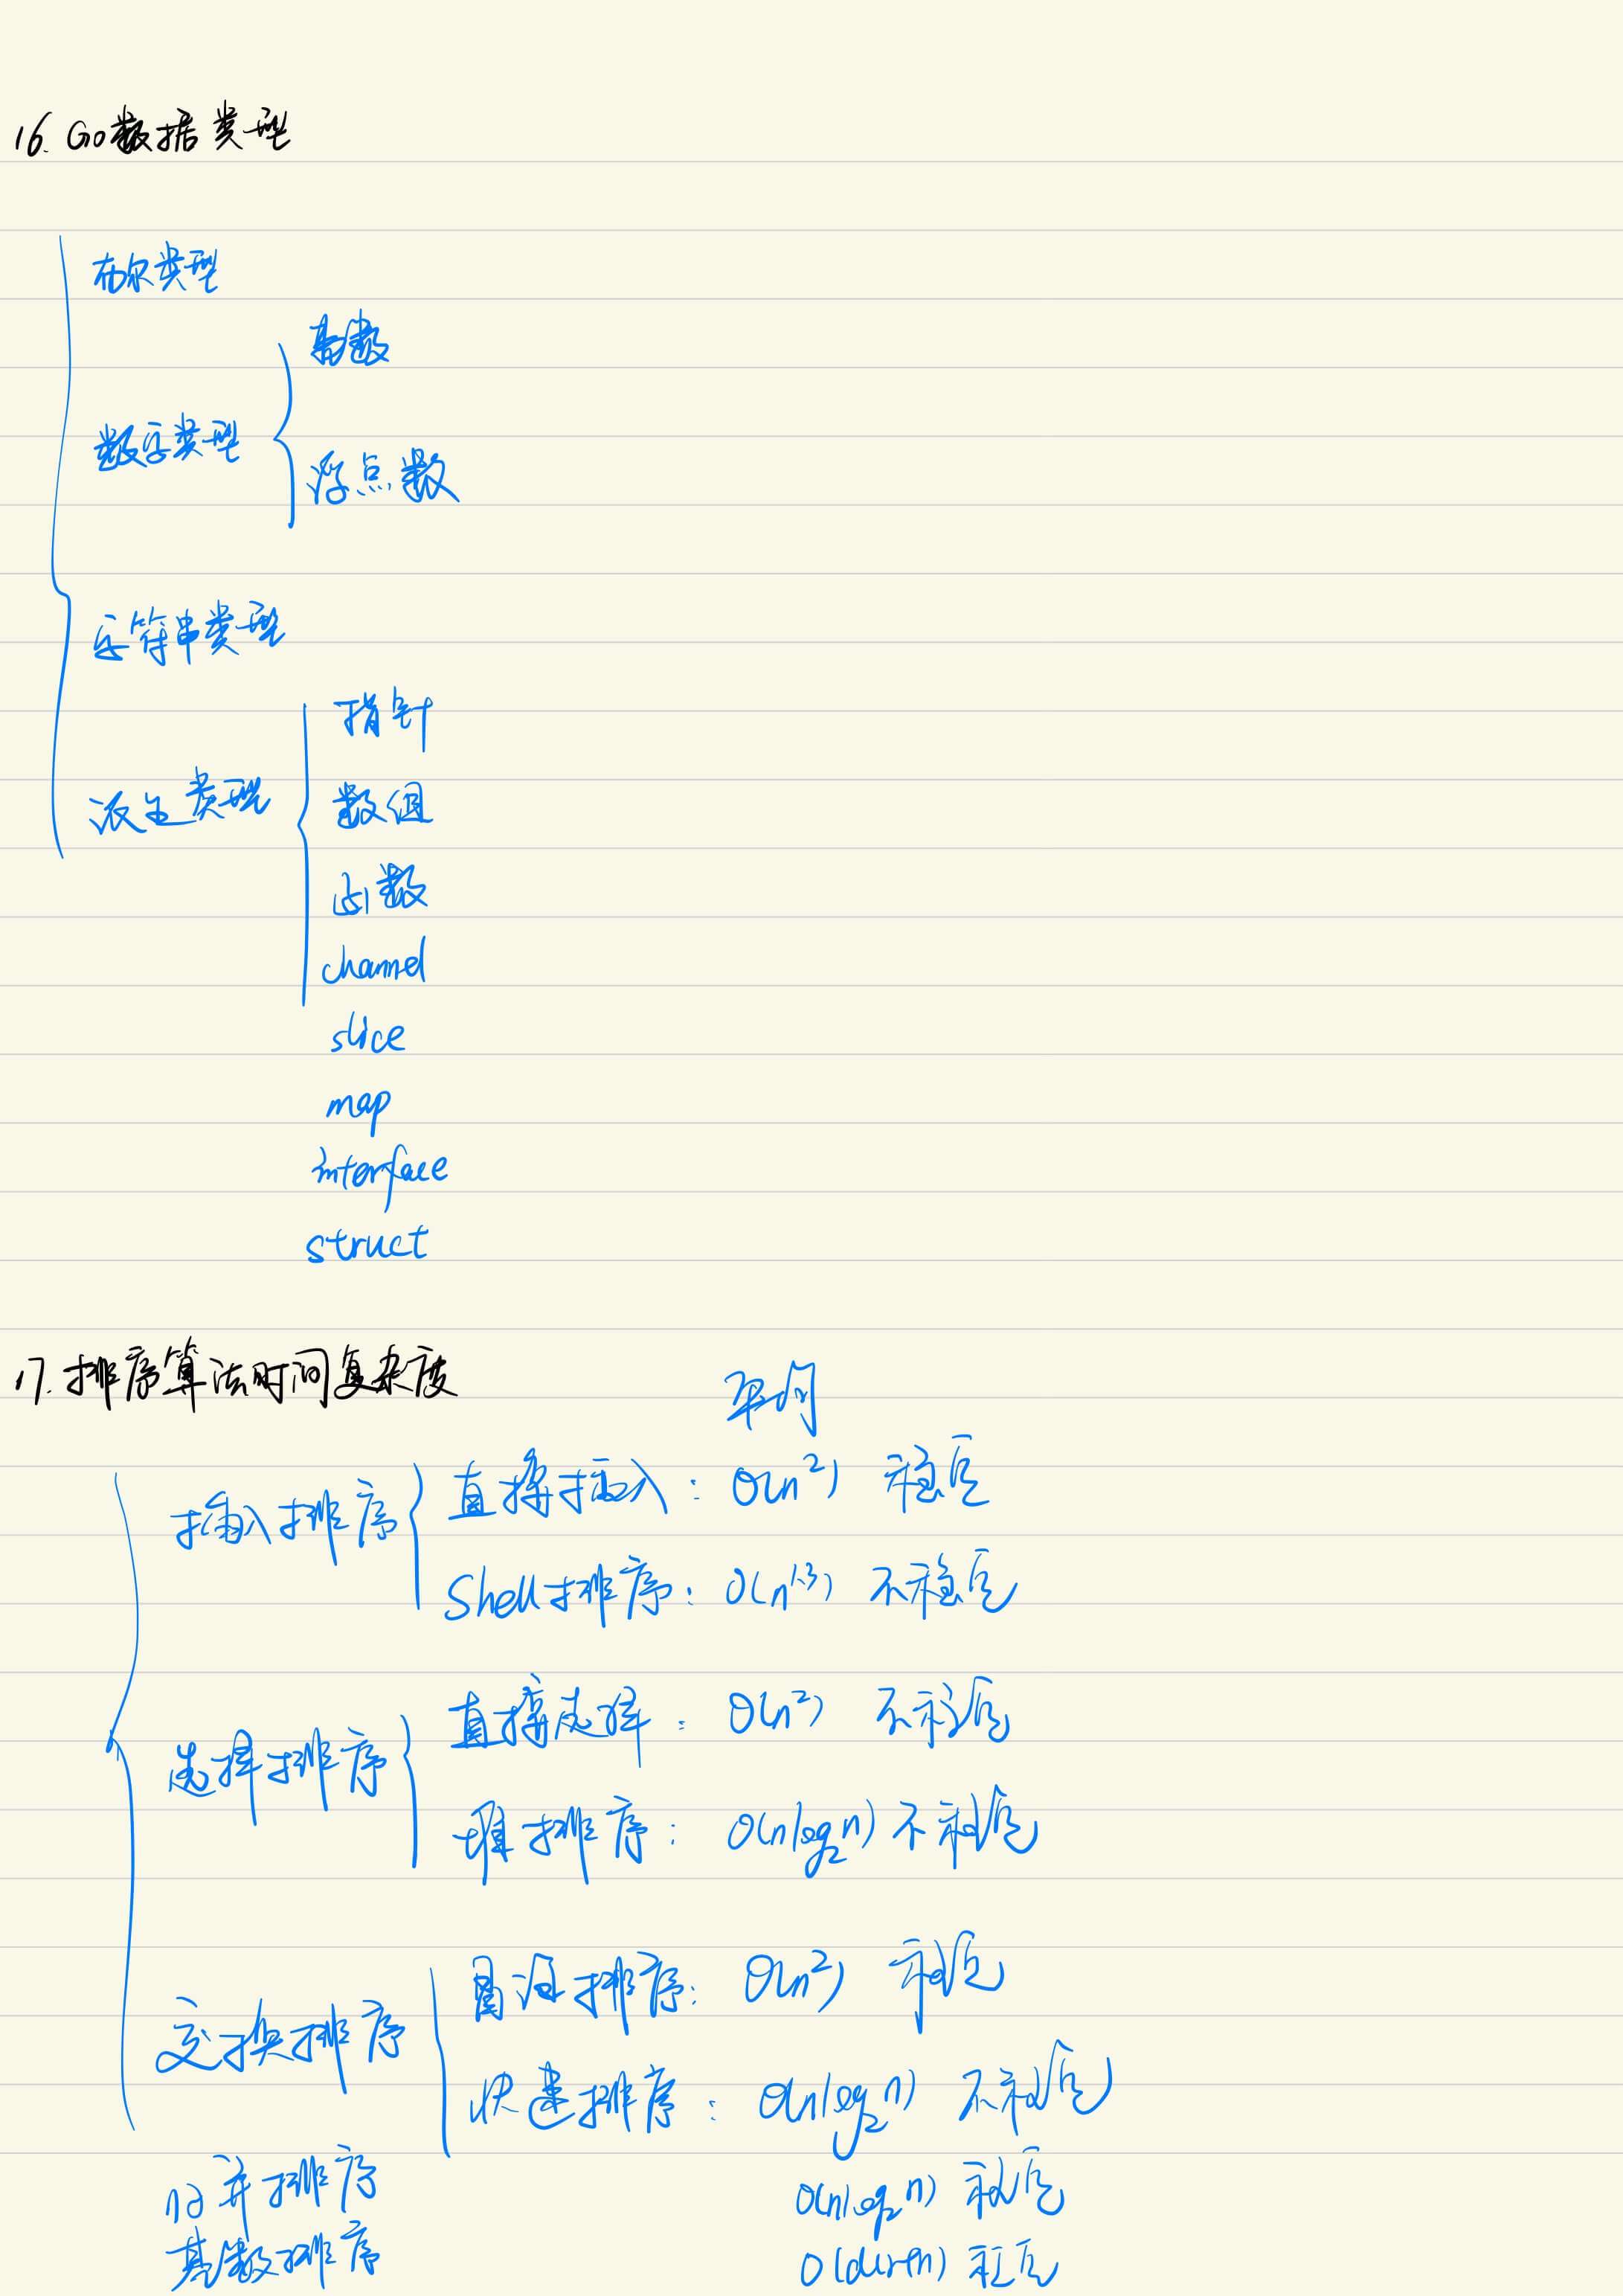 16. Go数据类型
布尔类型
整数
数字类型
浮点数
字符串类型
指针
派生类型
数组
函数
channel
slice
map
interface
struct
17. 排序算法时间复杂度
平均
插入排序
直接插入: O(n²) 稳定
Shell排序: O(n^1.3) 不稳定
选择排序
直接选择: O(n²) 不稳定
堆排序: O(nlog₂n) 不稳定
交换排序
冒泡排序: O(n²) 稳定
快速排序: O(nlog₂n) 不稳定
归并排序 O(nlog₂n) 稳定
基数排序 O(d(r+n)) 稳定